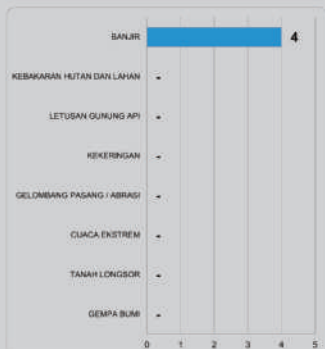 BANJIR 4
KEBAKARAN HUTAN DAN LAHAN -
LETUSAN GUNUNG API -
KEKERINGAN -
GELOMBANG PASANG / ABRASI -
CUACA EKSTREM -
TANAH LONGSOR -
GEMPA BUMI -
0 1 2 3 4 5